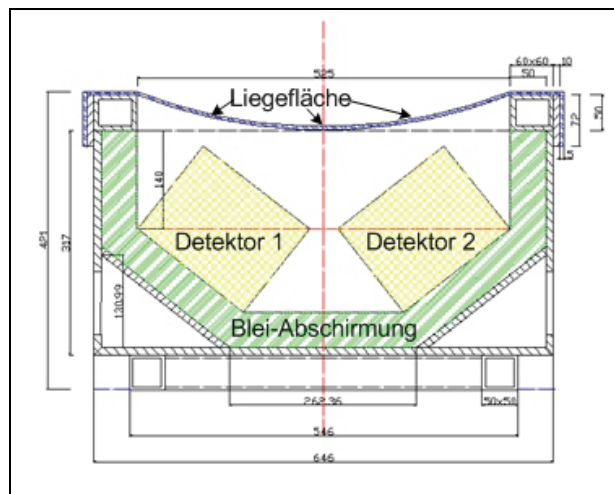 60x60
10
525
50
Liegefläche
72
50
5
140
421
317
Detektor 1
Detektor 2
130,99
Blei-Abschirmung
262,36
50x50
546
646